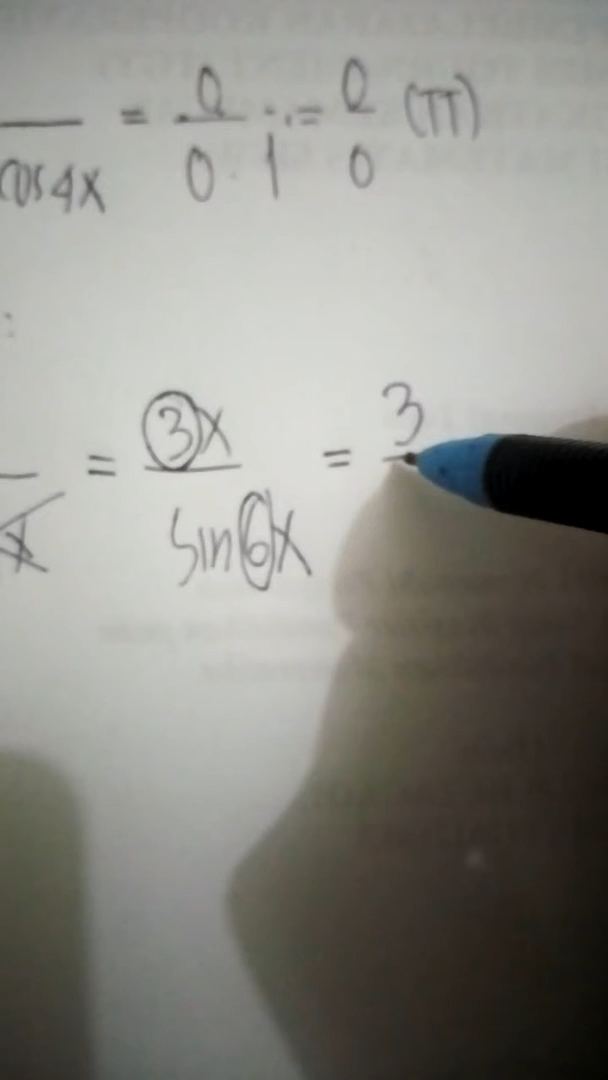 cos4x = 0/0.1 = 0/0 (TT)
:
x = 3x/sin6x = 3